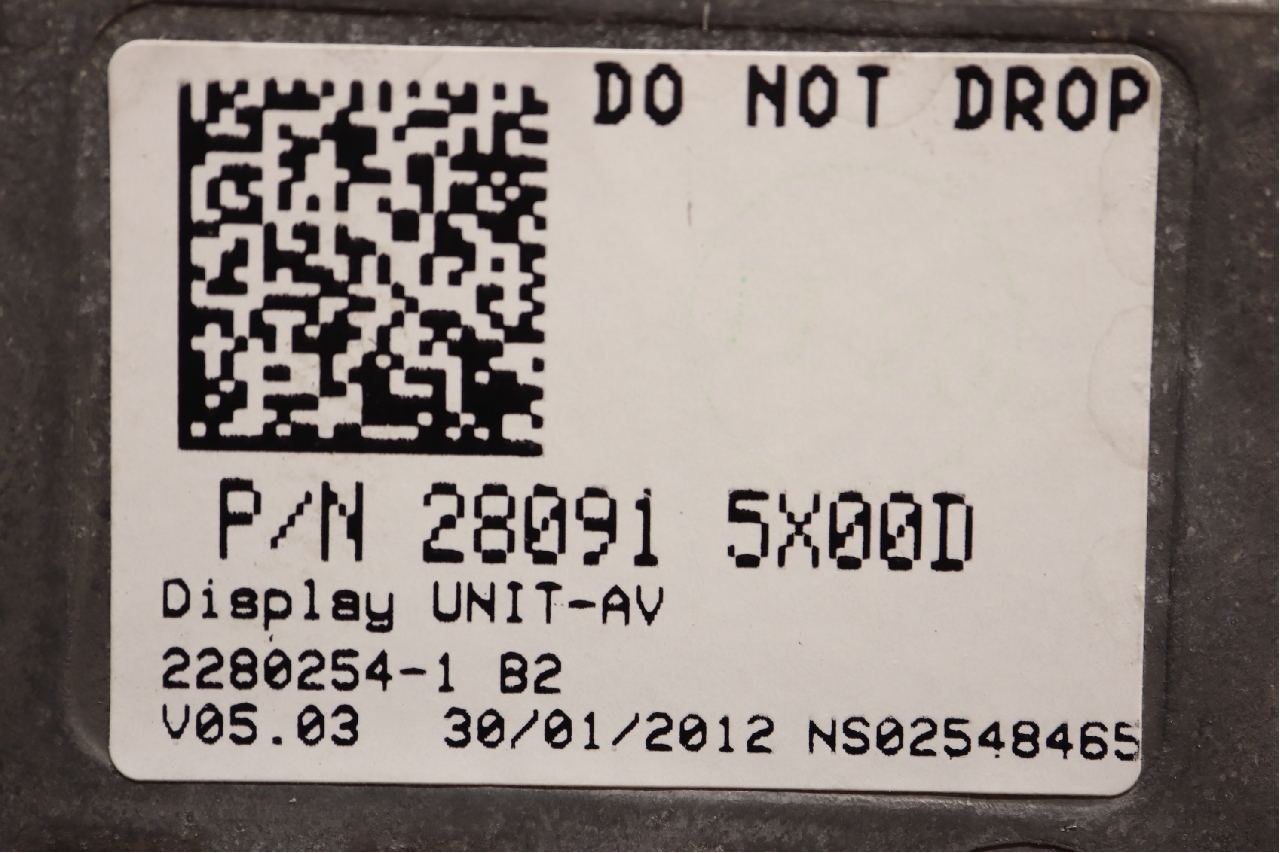 DO NOT DROP
P/N 28091 5X00D
Display UNIT-AV
2280254-1 B2
V05.03 30/01/2012 NS02548465